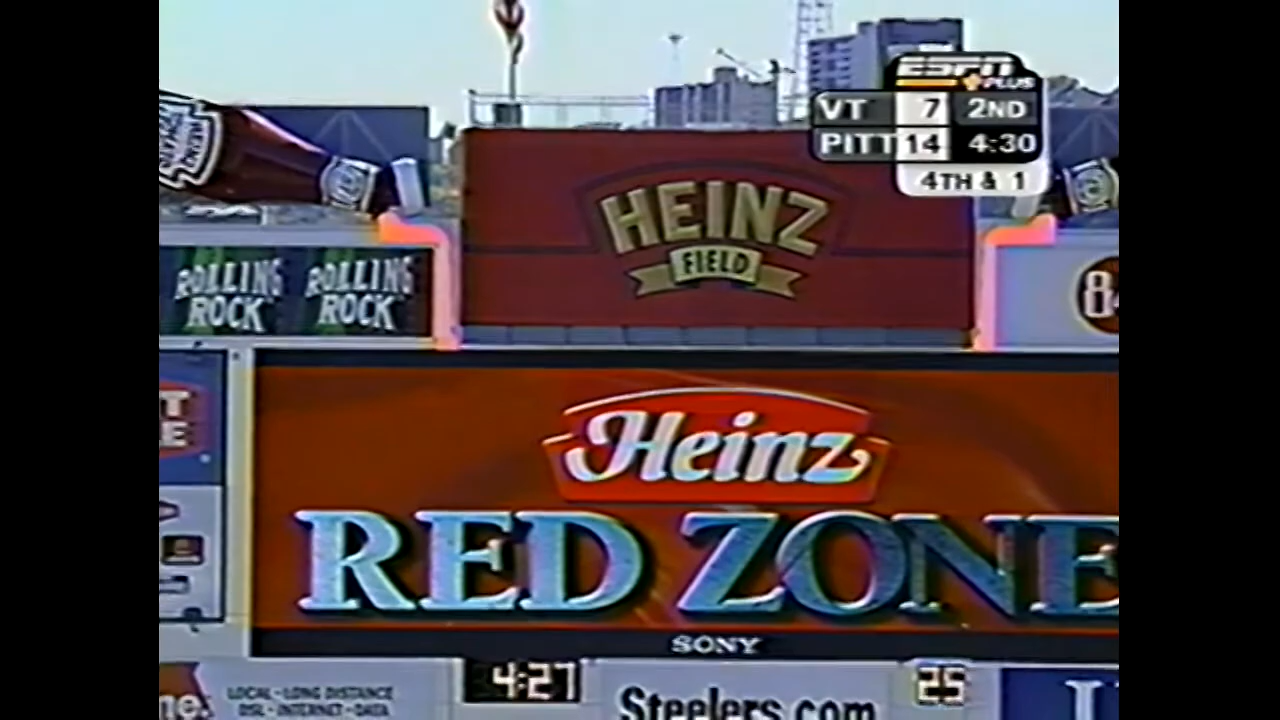 ESPN
PLUS
VT 7 2ND
PITT 14 4:30
4TH & 1
HEINZ
FIELD
ROLLING
ROCK
ROLLING
ROCK
Heinz
RED ZONE
SONY
4:27
25
LOCAL - LONG DISTANCE
DSL - INTERNET - DATA
Steelers.com